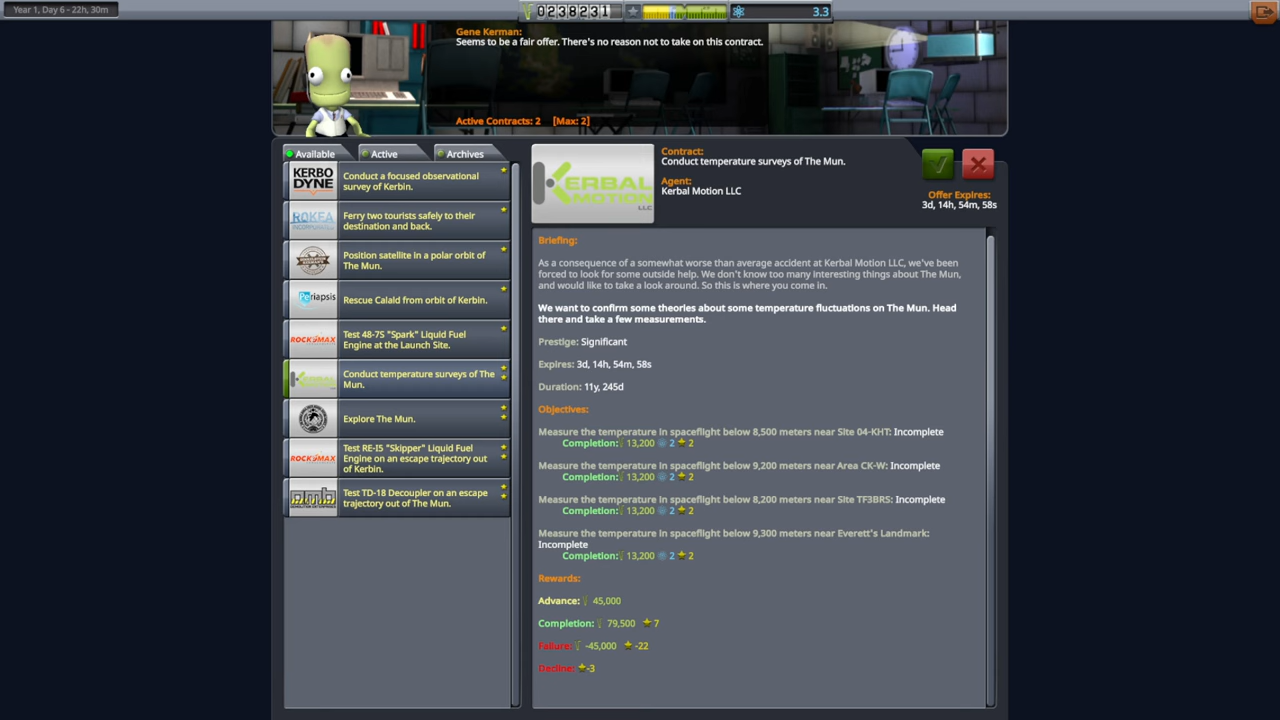 Year 1, Day 6 - 22h, 30m
0238231
3.3
Gene Kerman:
Seems to be a fair offer. There's no reason not to take on this contract.
Active Contracts: 2 [Max: 2]
Available
Active
Archives
KERBO
DYNE
Conduct a focused observational
survey of Kerbin.
ROKEA
INCORPORATED
Ferry two tourists safely to their
destination and back.
Position satellite in a polar orbit of
The Mun.
Periapsis
Rescue Calald from orbit of Kerbin.
ROCKOMAX
Test 48-7S "Spark" Liquid Fuel
Engine at the Launch Site.
KERBAL
Conduct temperature surveys of The
Mun.
Explore The Mun.
ROCKOMAX
Test RE-I5 "Skipper" Liquid Fuel
Engine on an escape trajectory out
of Kerbin.
Test TD-18 Decoupler on an escape
trajectory out of The Mun.
KERBAL
MOTION
LLC
Contract:
Conduct temperature surveys of The Mun.
Agent:
Kerbal Motion LLC
Offer Expires:
3d, 14h, 54m, 58s
Briefing:
As a consequence of a somewhat worse than average accident at Kerbal Motion LLC, we've been
forced to look for some outside help. We don't know too many interesting things about The Mun,
and would like to take a look around. So this is where you come in.
We want to confirm some theories about some temperature fluctuations on The Mun. Head
there and take a few measurements.
Prestige: Significant
Expires: 3d, 14h, 54m, 58s
Duration: 11y, 245d
Objectives:
Measure the temperature in spaceflight below 8,500 meters near Site 04-KHT: Incomplete
Completion: 13,200 2 2
Measure the temperature in spaceflight below 9,200 meters near Area CK-W: Incomplete
Completion: 13,200 2 2
Measure the temperature in spaceflight below 8,200 meters near Site TF3BRS: Incomplete
Completion: 13,200 2 2
Measure the temperature in spaceflight below 9,300 meters near Everett's Landmark:
Incomplete
Completion: 13,200 2 2
Rewards:
Advance: 45,000
Completion: 79,500 7
Failure: -45,000 -22
Decline: -3